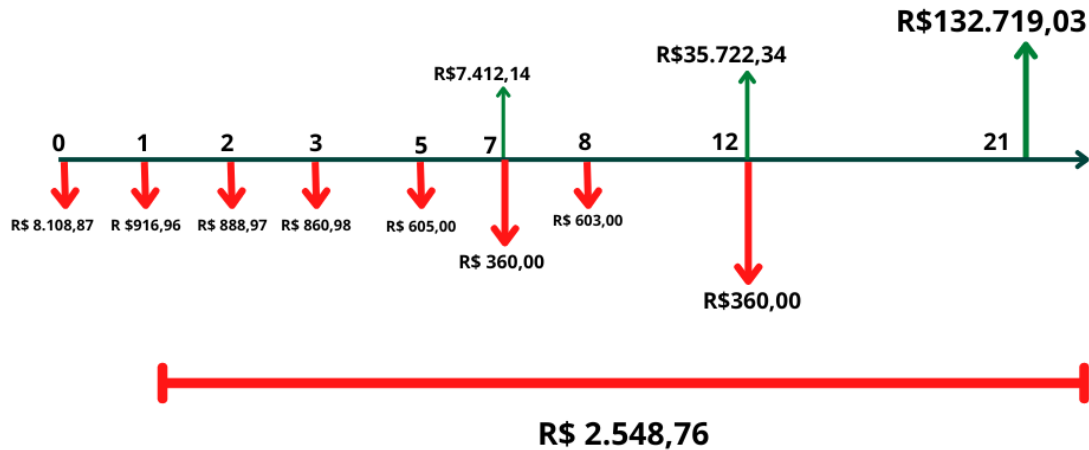 R$132.719,03
R$35.722,34
R$7.412,14
0 1 2 3 5 7 8 12 21
R$ 8.108,87 R $916,96 R$ 888,97 R$ 860,98 R$ 605,00 R$ 603,00
R$ 360,00
R$360,00
R$ 2.548,76